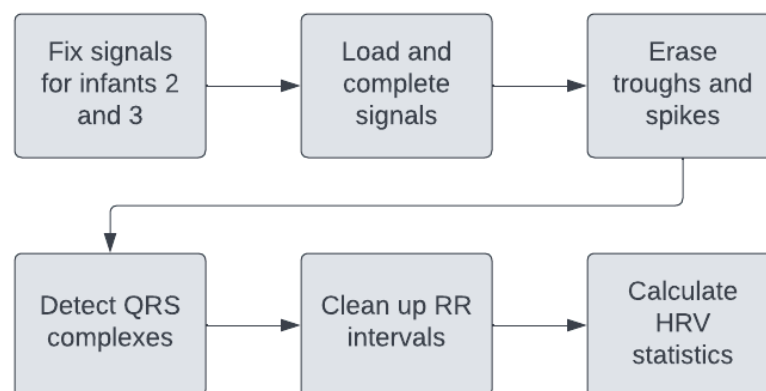 Fix signals
for infants 2
and 3
Load and
complete
signals
Erase
troughs and
spikes
Detect QRS
complexes
Clean up RR
intervals
Calculate
HRV
statistics